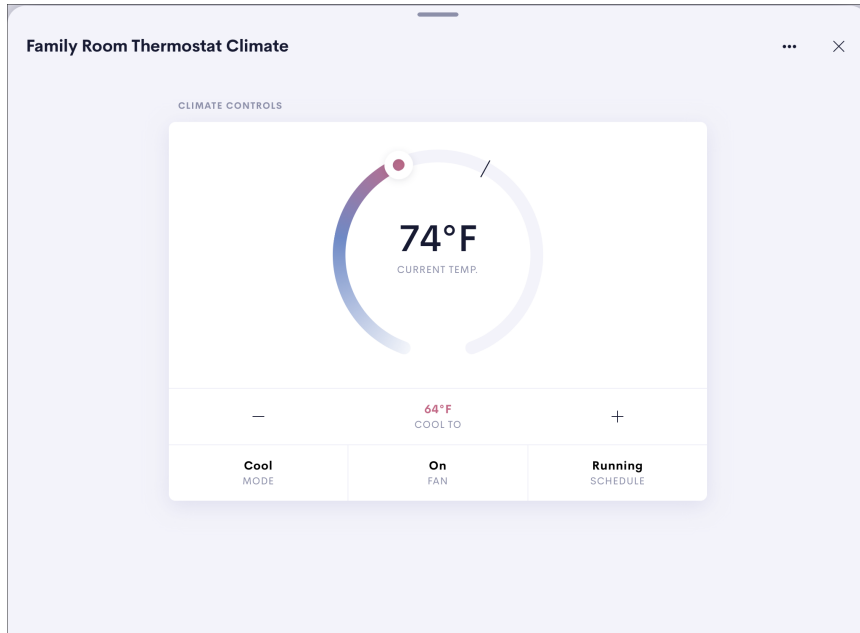 Family Room Thermostat Climate
CLIMATE CONTROLS
74°F
CURRENT TEMP.
64°F
COOL TO
Cool
MODE
On
FAN
Running
SCHEDULE